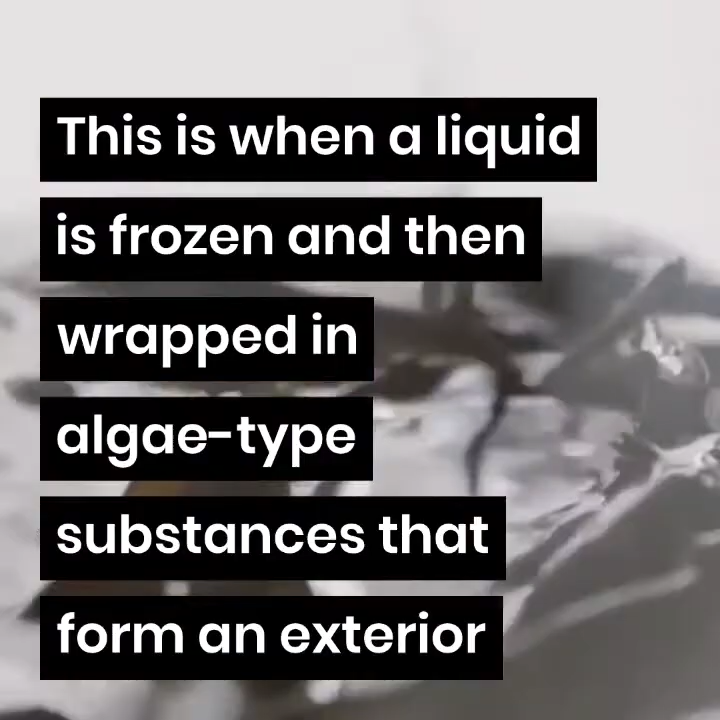 This is when a liquid
is frozen and then
wrapped in
algae-type
substances that
form an exterior